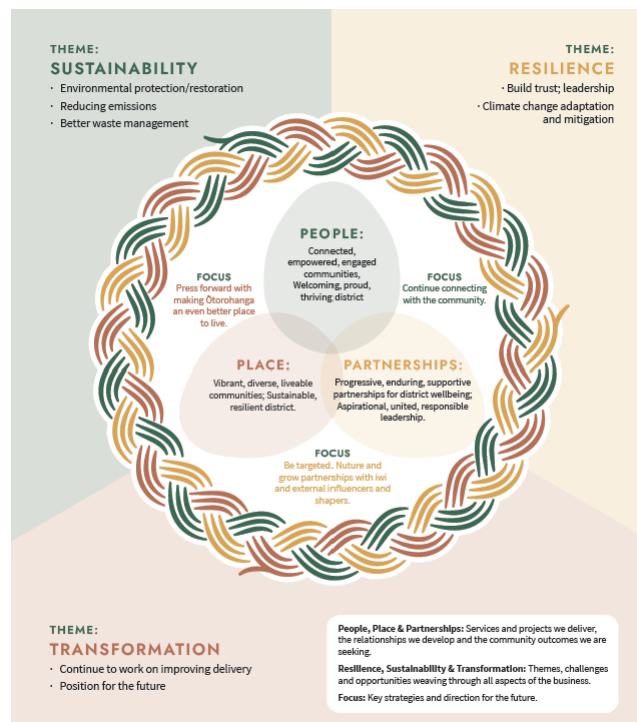 THEME:
SUSTAINABILITY
· Environmental protection/restoration
· Reducing emissions
· Better waste management
THEME:
RESILIENCE
· Build trust; leadership
· Climate change adaptation
and mitigation
PEOPLE:
Connected,
empowered, engaged
communities,
Welcoming, proud,
thriving district
FOCUS
Press forward with
making Ōtorohanga
an even better place
to live.
FOCUS
Continue connecting
with the community.
PLACE:
Vibrant, diverse, liveable
communities; Sustainable,
resilient district.
PARTNERSHIPS:
Progressive, enduring, supportive
partnerships for district wellbeing;
Aspirational, united, responsible
leadership.
FOCUS
Be targeted. Nuture and
grow partnerships with iwi
and external influencers and
shapers.
THEME:
TRANSFORMATION
· Continue to work on improving delivery
· Position for the future
People, Place & Partnerships: Services and projects we deliver,
the relationships we develop and the community outcomes we are
seeking.
Resilience, Sustainability & Transformation: Themes, challenges
and opportunities weaving through all aspects of the business.
Focus: Key strategies and direction for the future.